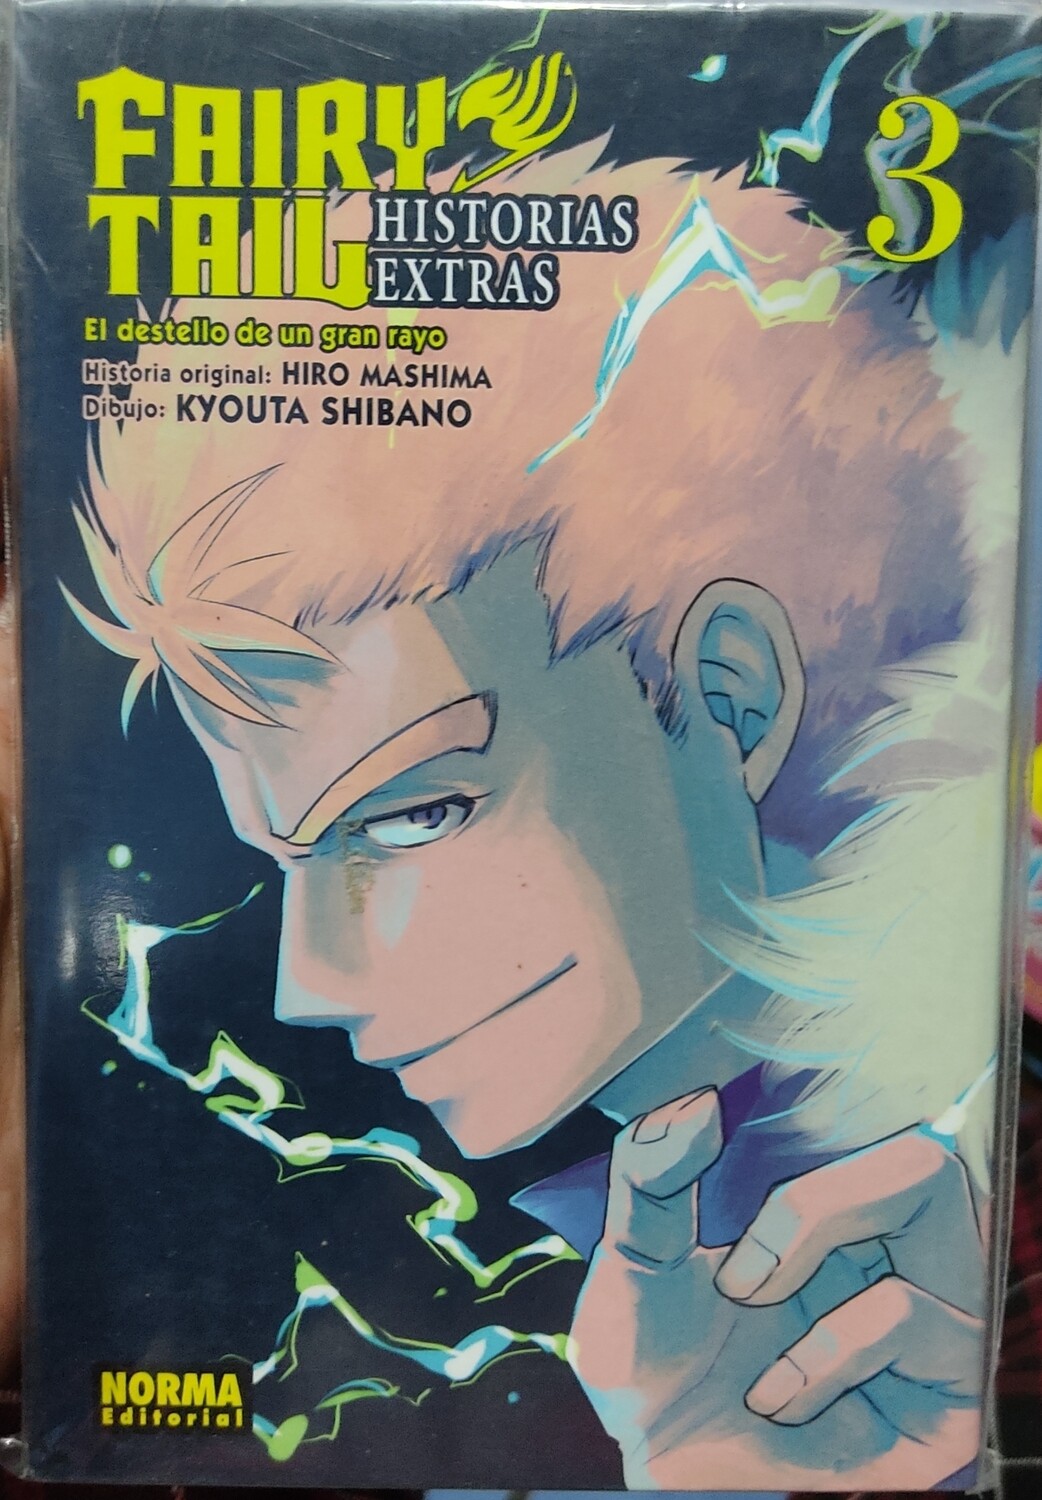 FAIRY
TAIL
HISTORIAS
EXTRAS
3
El destello de un gran rayo
Historia original: HIRO MASHIMA
Dibujo: KYOUTA SHIBANO
NORMA
Editorial